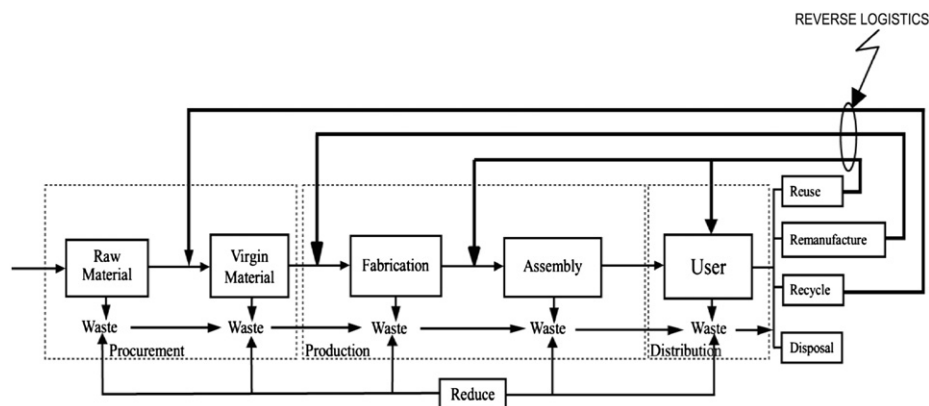 REVERSE LOGISTICS
Reuse
Remanufacture
Recycle
Disposal
Raw
Material
Virgin
Material
Fabrication
Assembly
User
Waste
Waste
Waste
Waste
Waste
Procurement
Production
Distribution
Reduce